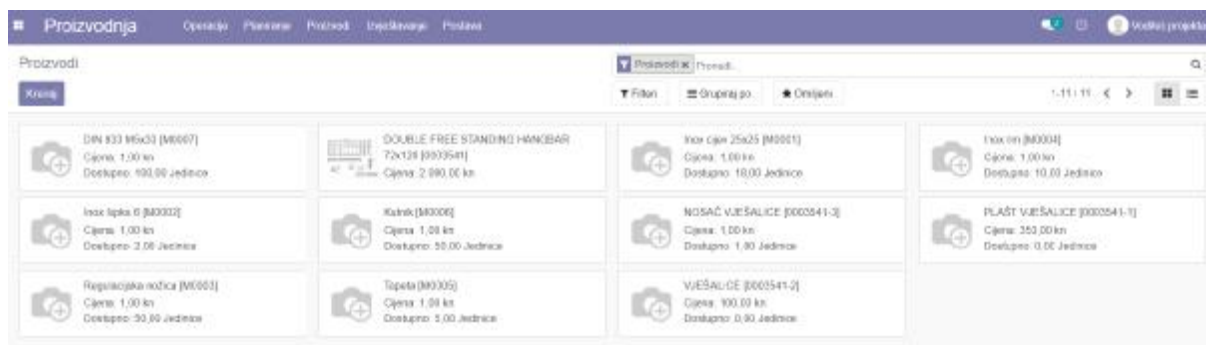 Proizvodnja Operacije Planiranje Proizvodi Izvještavanje Postava
Voditelj projekta
Proizvodi
Proizvodi × Pronađi...
Kreiraj
Filteri Grupiraj po Omiljeni
1-11 / 11
DIN 933 M6x33 [M0007]
Cijena: 1,00 kn
Dostupno: 100,00 Jedinice
DOUBLE FREE STANDING HANGBAR
72x128 [0003541]
Cijena: 2.090,00 kn
Inox cijev 25x25 [M0001]
Cijena: 1,00 kn
Dostupno: 10,00 Jedinice
[M0004]
Cijena: 1,00 kn
Dostupno: 10,00 Jedinice
Inox šipka 6 [M0002]
Cijena: 1,00 kn
Dostupno: 2,00 Jedinice
Kutnik [M0006]
Cijena: 1,00 kn
Dostupno: 50,00 Jedinice
NOSAČ VJEŠALICE [0003541-3]
Cijena: 1,00 kn
Dostupno: 1,00 Jedinice
PLAŠT VJEŠALICE [0003541-1]
Cijena: 350,00 kn
Dostupno: 0,00 Jedinice
Regulacijska nožica [M0003]
Cijena: 1,00 kn
Dostupno: 50,00 Jedinice
Tapeta [M0005]
Cijena: 1,00 kn
Dostupno: 5,00 Jedinice
VJEŠALICE [0003541-2]
Cijena: 100,00 kn
Dostupno: 0,00 Jedinice